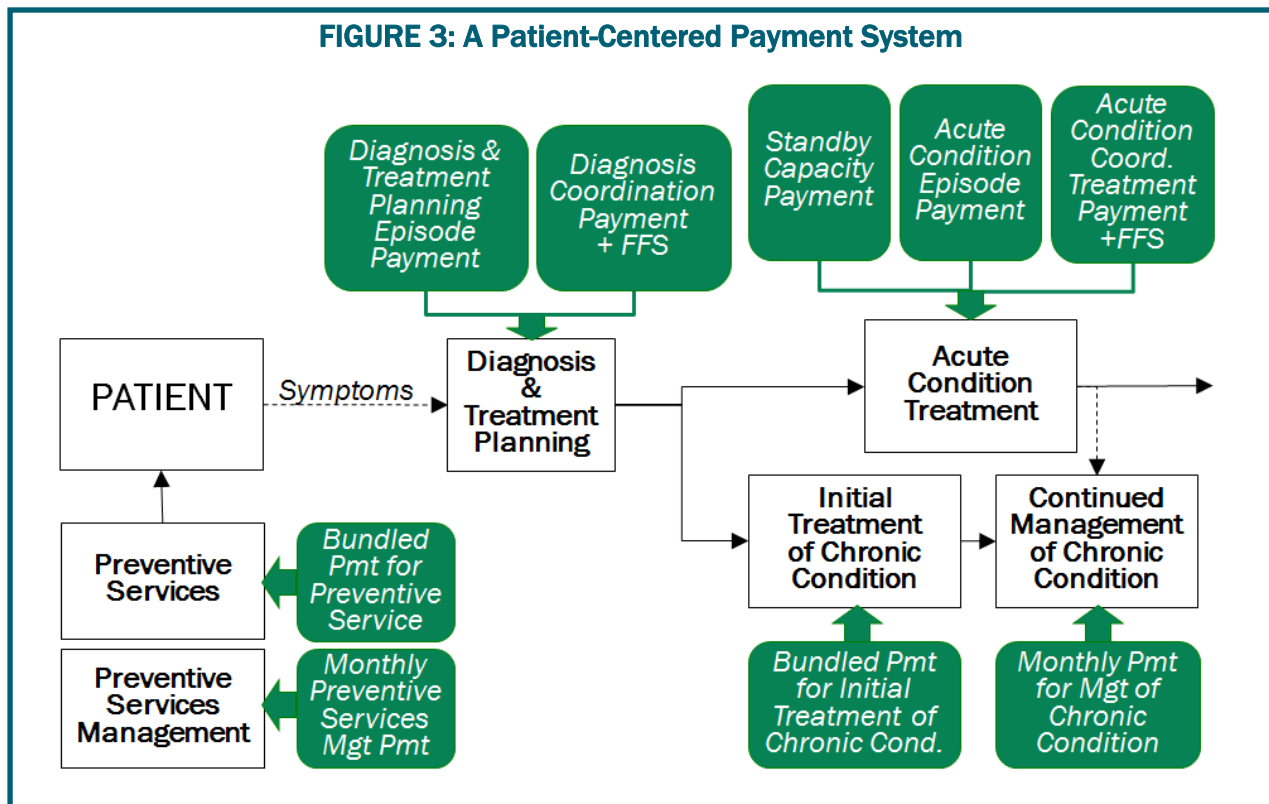 FIGURE 3: A Patient-Centered Payment System
Diagnosis &
Treatment
Planning
Episode
Payment
Diagnosis
Coordination
Payment
+ FFS
Standby
Capacity
Payment
Acute
Condition
Episode
Payment
Acute
Condition
Coord.
Treatment
Payment
+FFS
PATIENT
Symptoms
Diagnosis
&
Treatment
Planning
Acute
Condition
Treatment
Initial
Treatment
of Chronic
Condition
Continued
Management
of Chronic
Condition
Preventive
Services
Bundled
Pmt for
Preventive
Service
Preventive
Services
Management
Monthly
Preventive
Services
Mgt Pmt
Bundled Pmt
for Initial
Treatment of
Chronic Cond.
Monthly Pmt
for Mgt of
Chronic
Condition